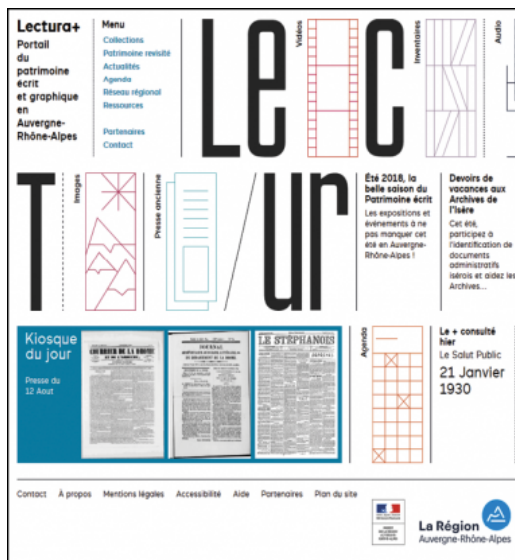 Lectura+
Portail
du
patrimoine
écrit
et graphique
en
Auvergne-
Rhône-Alpes
Menu
Collections
Patrimoine revisité
Actualités
Agenda
Réseau régional
Ressources
Partenaires
Contact
Le
Vidéos
C
Inventaires
Audio
T
Images
Presse ancienne
/ur
Été 2018, la
belle saison du
Patrimoine écrit
Les expositions et
événements à ne
pas manquer cet
été en Auvergne-
Rhône-Alpes !
Devoirs de
vacances aux
Archives de
l'Isère
Cet été,
participez à
l'identification de
documents
administratifs
isérois et aidez les
Archives...
Kiosque
du jour
Presse du
12 Aout
COURRIER DE LA DROME
JOURNAL
LE STÉPHANOIS
Agenda
Le + consulté
hier
Le Salut Public
21 Janvier
1930
Contact À propos Mentions légales Accessibilité Aide Partenaires Plan du site
La Région
Auvergne-Rhône-Alpes